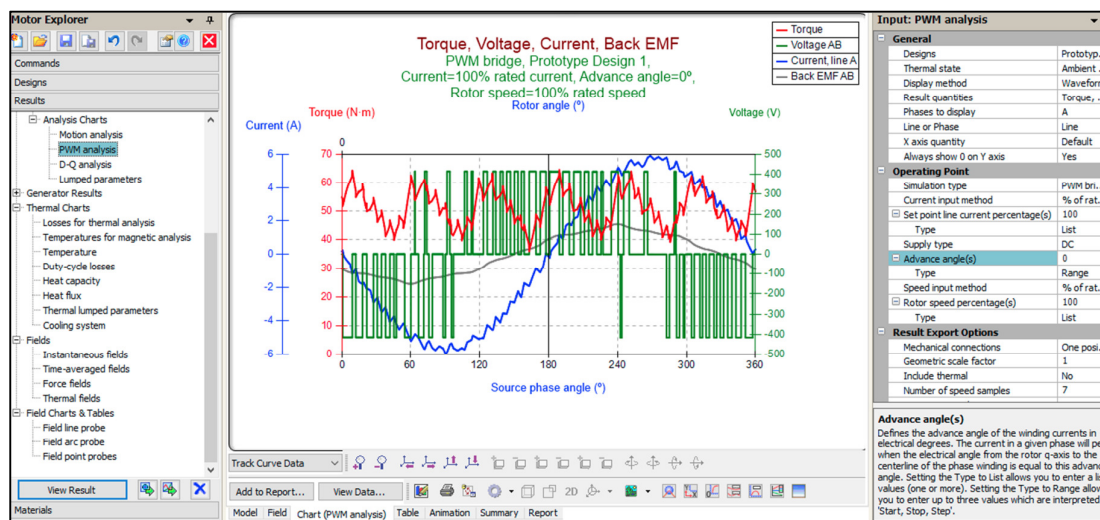 Motor Explorer
Commands
Designs
Results
Analysis Charts
Motion analysis
PWM analysis
D-Q analysis
Lumped parameters
Generator Results
Thermal Charts
Losses for thermal analysis
Temperatures for magnetic analysis
Temperature
Duty-cycle losses
Heat capacity
Heat flux
Thermal lumped parameters
Cooling system
Fields
Instantaneous fields
Time-averaged fields
Force fields
Thermal fields
Field Charts & Tables
Field line probe
Field arc probe
Field point probes
View Result
Torque, Voltage, Current, Back EMF
PWM bridge, Prototype Design 1,
Current=100% rated current, Advance angle=0º,
Rotor speed=100% rated speed
Torque
Voltage AB
Current, line A
Back EMF AB
Rotor angle (º)
Torque (N·m)
Voltage (V)
Current (A)
0
6
4
2
0
-2
-4
-6
70
60
50
40
30
20
10
0
500
400
300
200
100
0
-100
-200
-300
-400
-500
0
60
120
180
240
300
360
Source phase angle (º)
Track Curve Data
Add to Report...
View Data...
2D
Model
Field
Chart (PWM analysis)
Table
Animation
Summary
Report
Input: PWM analysis
General
Designs Prototyp...
Thermal state Ambient ...
Display method Waveform
Result quantities Torque, ...
Phases to display A
Line or Phase Line
X axis quantity Default
Always show 0 on Y axis Yes
Operating Point
Simulation type PWM bri...
Current input method % of rat...
Set point line current percentage(s) 100
Type List
Supply type DC
Advance angle(s) 0
Type Range
Speed input method % of rat...
Rotor speed percentage(s) 100
Type List
Result Export Options
Mechanical connections One posi...
Geometric scale factor 1
Include thermal No
Number of speed samples 7
Advance angle(s)
Defines the advance angle of the winding currents in
electrical degrees. The current in a given phase will pe
when the electrical angle from the rotor q-axis to the
centerline of the phase winding is equal to this advanc
angle. Setting the Type to List allows you to enter a li
values (one or more). Setting the Type to Range allow
you to enter up to three values which are interpreted
'Start, Stop, Step'.